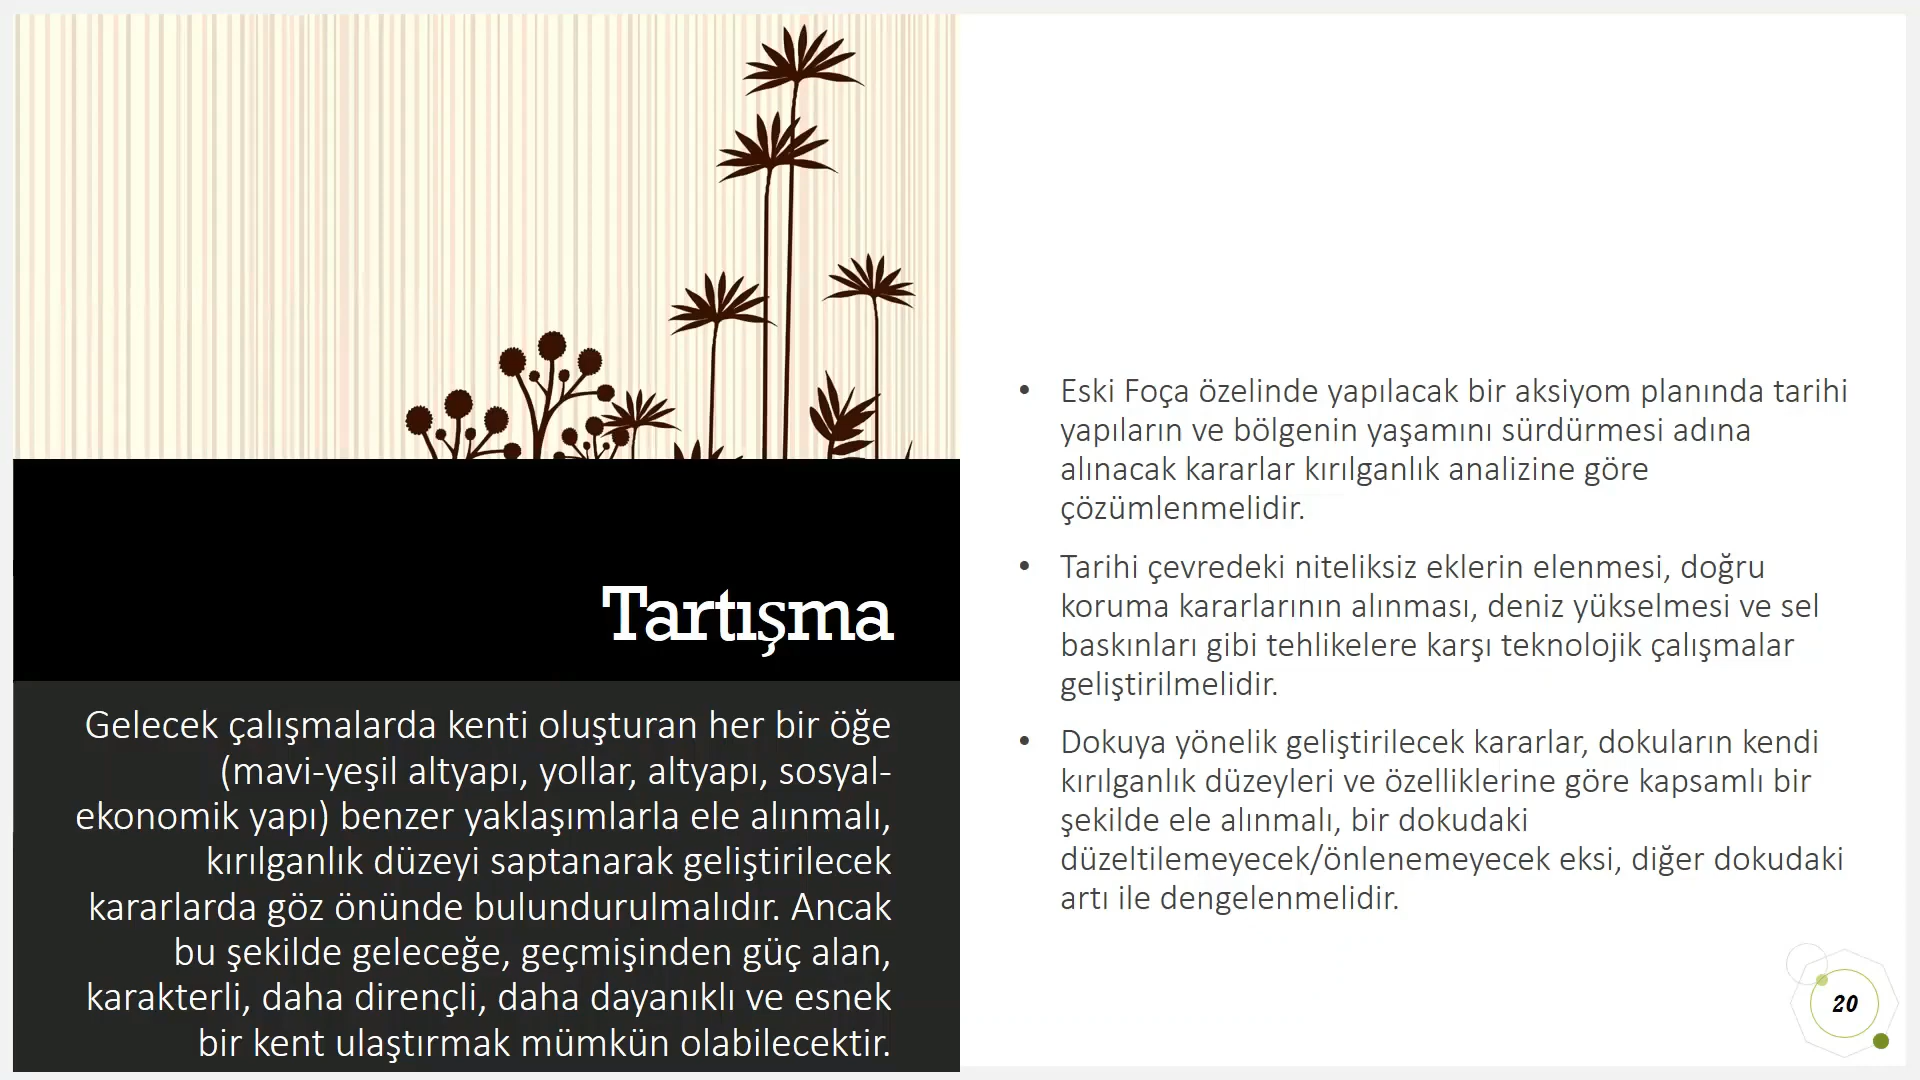 Tartışma
Gelecek çalışmalarda kenti oluşturan her bir öğe
(mavi-yeşil altyapı, yollar, altyapı, sosyal-
ekonomik yapı) benzer yaklaşımlarla ele alınmalı,
kırılganlık düzeyi saptanarak geliştirilecek
kararlarda göz önünde bulundurulmalıdır. Ancak
bu şekilde geleceğe, geçmişinden güç alan,
karakterli, daha dirençli, daha dayanıklı ve esnek
bir kent ulaştırmak mümkün olabilecektir.
• Eski Foça özelinde yapılacak bir aksiyom planında tarihi
yapıların ve bölgenin yaşamını sürdürmesi adına
alınacak kararlar kırılganlık analizine göre
çözümlenmelidir.
• Tarihi çevredeki niteliksiz eklerin elenmesi, doğru
koruma kararlarının alınması, deniz yükselmesi ve sel
baskınları gibi tehlikelere karşı teknolojik çalışmalar
geliştirilmelidir.
• Dokuya yönelik geliştirilecek kararlar, dokuların kendi
kırılganlık düzeyleri ve özelliklerine göre kapsamlı bir
şekilde ele alınmalı, bir dokudaki
düzeltilemeyecek/önlenemeyecek eksi, diğer dokudaki
artı ile dengelenmelidir.
20